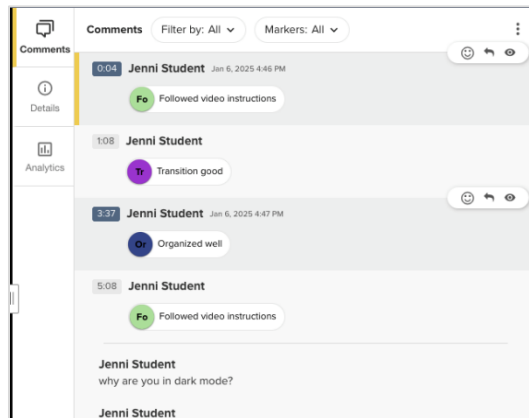 Comments
Details
Analytics
Comments Filter by: All Markers: All
0:04 Jenni Student Jan 6, 2025 4:46 PM
Fo Followed video instructions
1:08 Jenni Student
Tr Transition good
3:37 Jenni Student Jan 6, 2025 4:47 PM
Or Organized well
5:08 Jenni Student
Fo Followed video instructions
Jenni Student
why are you in dark mode?
Jenni Student